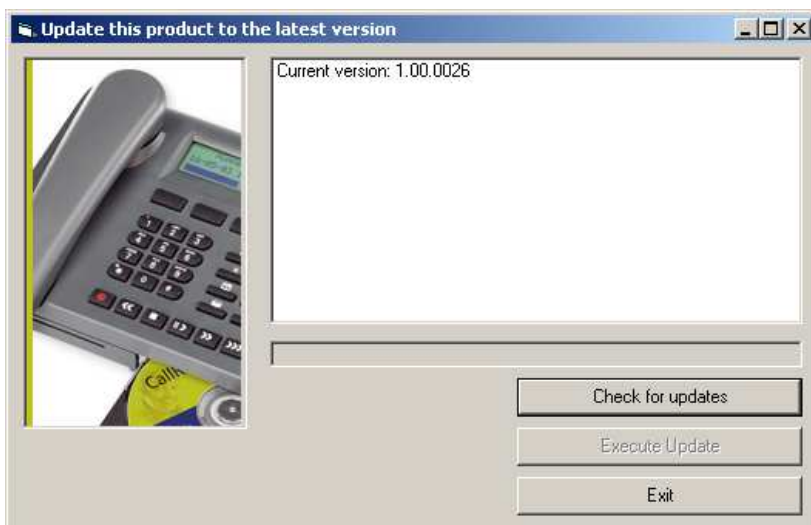 Update this product to the latest version
Current version: 1.00.0026
Check for updates
Execute Update
Exit